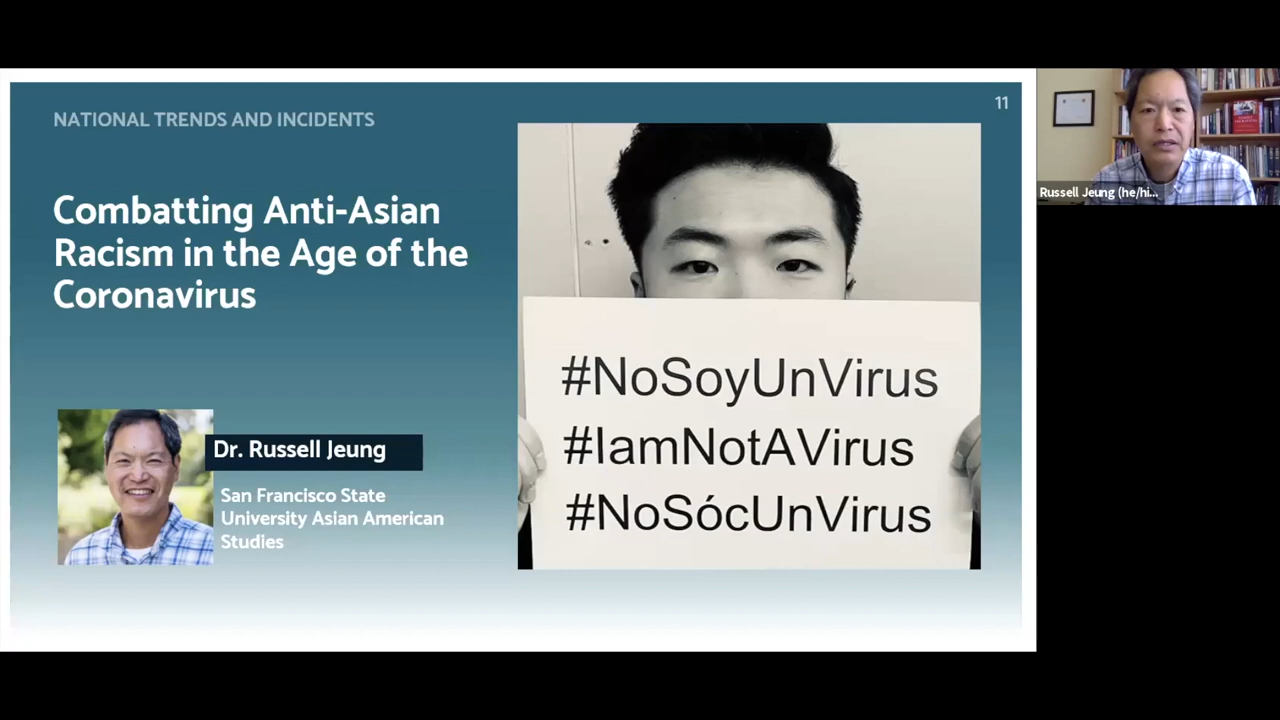 NATIONAL TRENDS AND INCIDENTS
11
Combatting Anti-Asian
Racism in the Age of the
Coronavirus
Dr. Russell Jeung
San Francisco State
University Asian American
Studies
#NoSoyUnVirus
#IamNotAVirus
#NoSócUnVirus
Russell Jeung (he/hi...